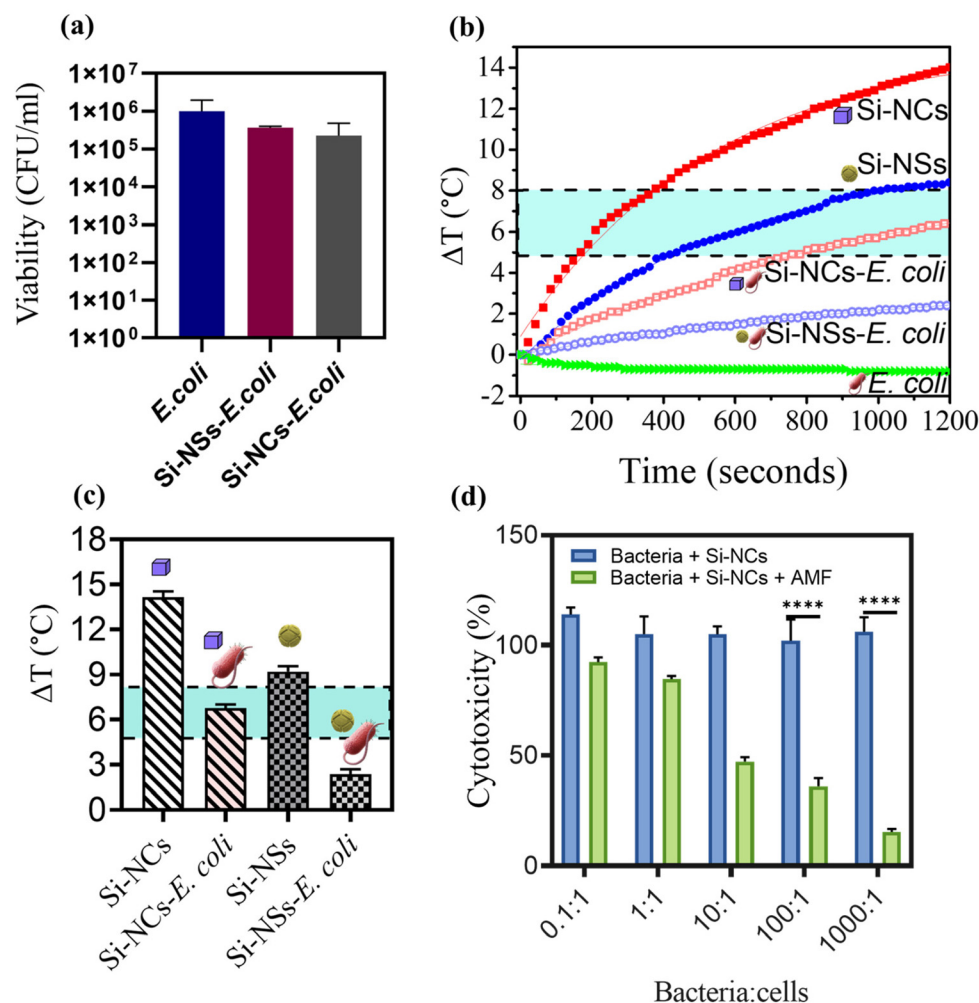 (a)
Viability (CFU/ml)
1×10⁷
1×10⁶
1×10⁵
1×10⁴
1×10³
1×10²
1×10¹
1×10⁰
E.coli
Si-NSs-E.coli
Si-NCs-E.coli
(b)
ΔT (°C)
14
12
10
8
6
4
2
0
-2
Si-NCs
Si-NSs
Si-NCs-E. coli
Si-NSs-E. coli
E. coli
0 200 400 600 800 1000 1200
Time (seconds)
(c)
ΔT (°C)
18
15
12
9
6
3
0
Si-NCs
Si-NCs-E. coli
Si-NSs
Si-NSs-E. coli
(d)
Cytotoxicity (%)
150
100
50
0
Bacteria + Si-NCs
Bacteria + Si-NCs + AMF
**** ****
0.1:1
1:1
10:1
100:1
1000:1
Bacteria:cells